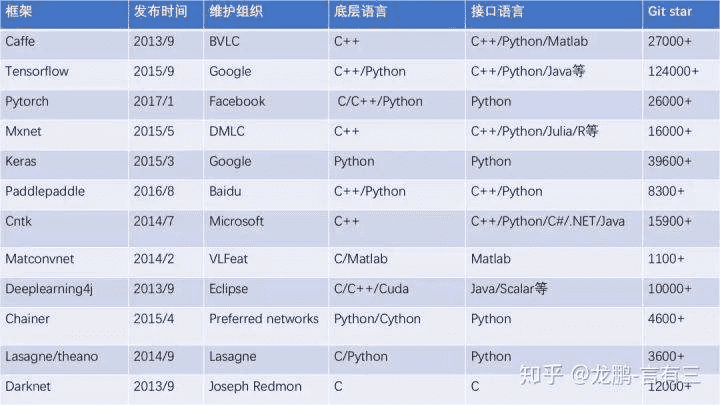 框架 发布时间 维护组织 底层语言 接口语言 Git star
Caffe 2013/9 BVLC C++ C++/Python/Matlab 27000+
Tensorflow 2015/9 Google C++/Python C++/Python/Java等 124000+
Pytorch 2017/1 Facebook C/C++/Python Python 26000+
Mxnet 2015/5 DMLC C++ C++/Python/Julia/R等 16000+
Keras 2015/3 Google Python Python 39600+
Paddlepaddle 2016/8 Baidu C++/Python C++/Python 8300+
Cntk 2014/7 Microsoft C++ C++/Python/C#/.NET/Java 15900+
Matconvnet 2014/2 VLFeat C/Matlab Matlab 1100+
Deeplearning4j 2013/9 Eclipse C/C++/Cuda Java/Scalar等 10000+
Chainer 2015/4 Preferred networks Python/Cython Python 4600+
Lasagne/theano 2014/9 Lasagne C/Python Python 3600+
Darknet 2013/9 Joseph Redmon C C 12000+
知乎 @龙鹏-言有三